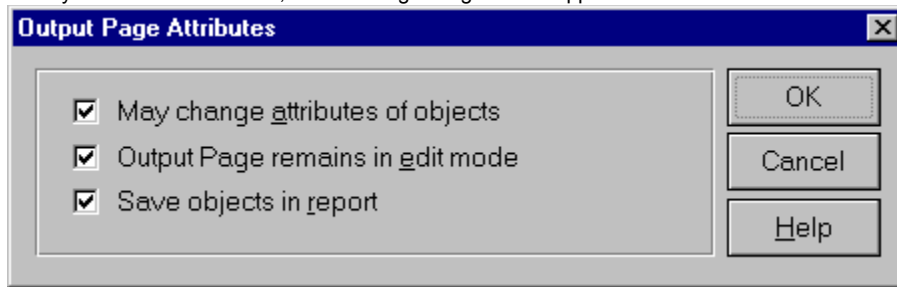 Output Page Attributes
May change attributes of objects
Output Page remains in edit mode
Save objects in report
OK
Cancel
Help